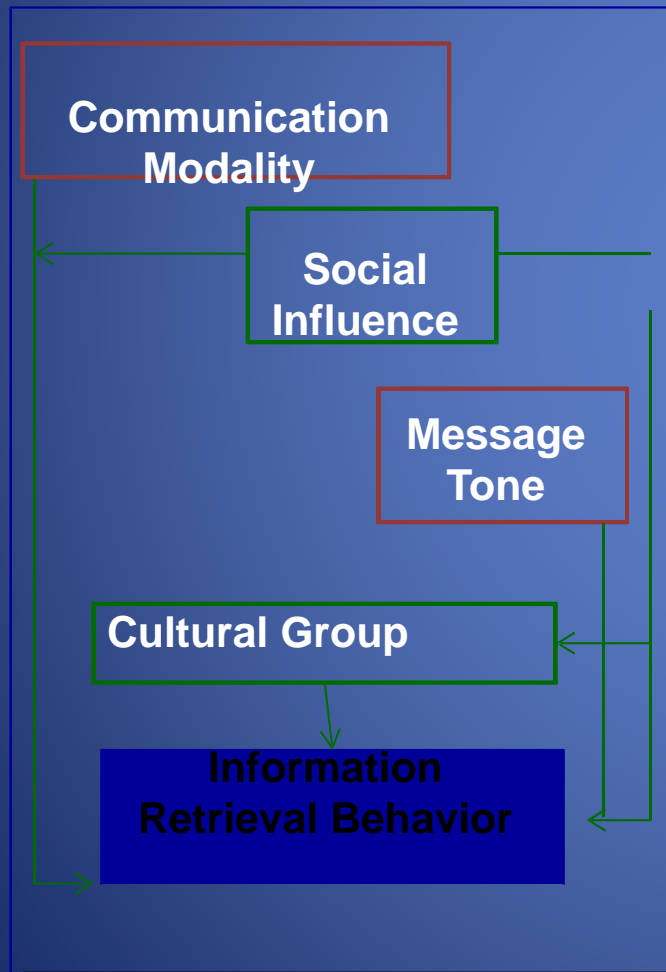 Communication
Modality
Social
Influence
Message
Tone
Cultural Group
Information
Retrieval Behavior